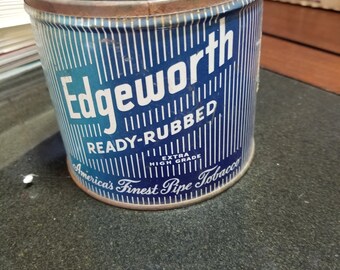 Edgeworth
READY-RUBBED
EXTRA
HIGH GRADE
America's Finest Pipe Tobacco